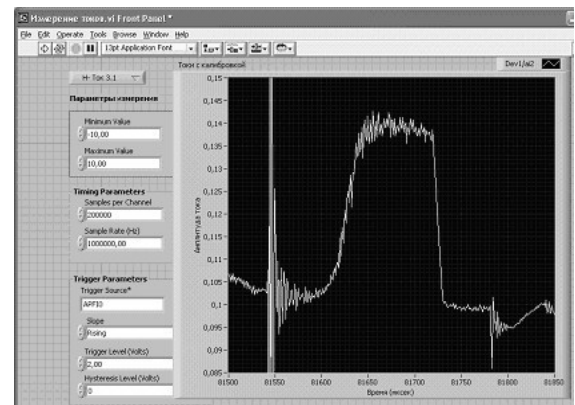 Измерение токов.vi Front Panel *
File Edit Operate Tools Browse Window Help
13pt Application Font
Токи с калибровкой
Dev1/ai2
H- Ток 3.1
Параметры измерения
Minimum Value
-10,00
Maximum Value
10,00
Timing Parameters
Samples per Channel
200000
Sample Rate (Hz)
1000000,00
Trigger Parameters
Trigger Source*
APFI0
Slope
Rising
Trigger Level (Volts)
2,00
Hysteresis Level (Volts)
0
Амплитуда тока
0,15
0,145
0,14
0,135
0,13
0,125
0,12
0,115
0,11
0,105
0,1
0,095
0,09
0,085
81500 81550 81600 81650 81700 81750 81800 81850
Время (мксек)